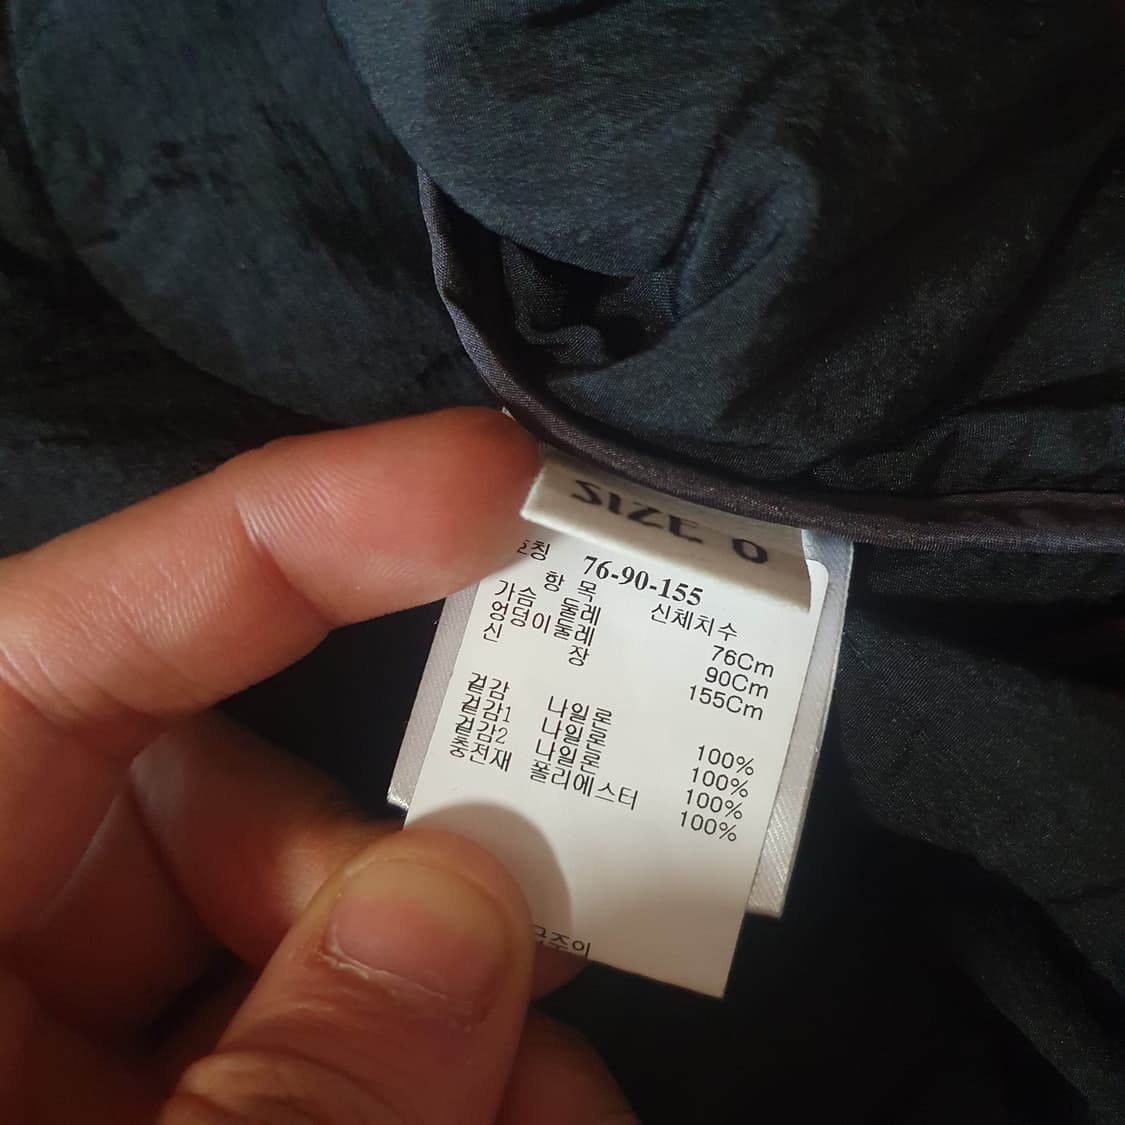 SIZE 0
호칭 76-90-155
항 목 신체치수
가슴 둘레 76Cm
엉덩이 둘레 90Cm
신 장 155Cm
겉감 나일론 100%
겉감1 나일론 100%
겉감2 나일론 100%
충전재 폴리에스터 100%